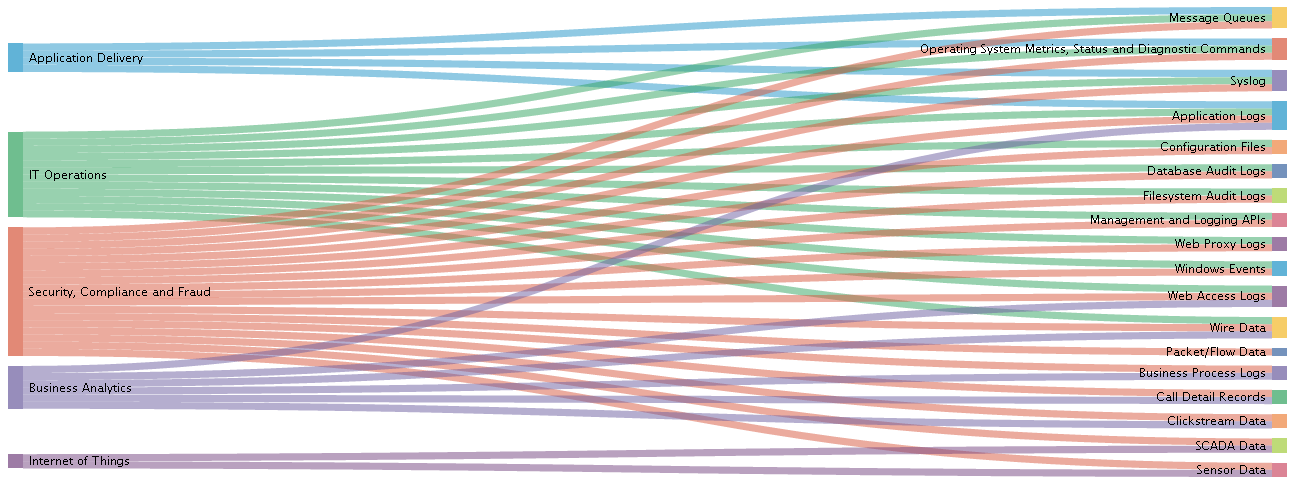 Application Delivery
IT Operations
Security, Compliance and Fraud
Business Analytics
Internet of Things
Message Queues
Operating System Metrics, Status and Diagnostic Commands
Syslog
Application Logs
Configuration Files
Database Audit Logs
Filesystem Audit Logs
Management and Logging APIs
Web Proxy Logs
Windows Events
Web Access Logs
Wire Data
Packet/Flow Data
Business Process Logs
Call Detail Records
Clickstream Data
SCADA Data
Sensor Data